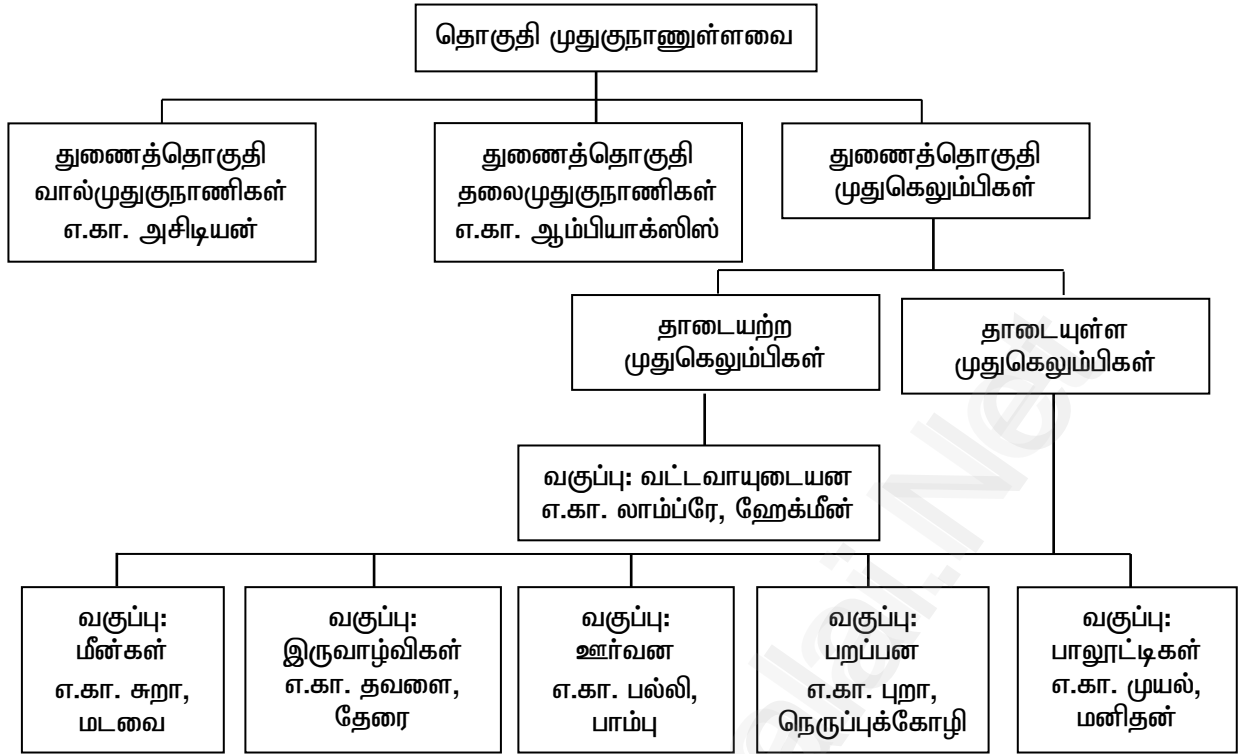 தொகுதி முதுகுநாணுள்ளவை
துணைத்தொகுதி
வால்முதுகுநாணிகள்
எ.கா. அசிடியன்
துணைத்தொகுதி
தலைமுதுகுநாணிகள்
எ.கா. ஆம்பியாக்ஸிஸ்
துணைத்தொகுதி
முதுகெலும்பிகள்
தாடையற்ற
முதுகெலும்பிகள்
தாடையுள்ள
முதுகெலும்பிகள்
வகுப்பு: வட்டவாயுடையன
எ.கா. லாம்ப்ரே, ஹேக்மீன்
வகுப்பு:
மீன்கள்
எ.கா. சுறா,
மடவை
வகுப்பு:
இருவாழ்விகள்
எ.கா. தவளை,
தேரை
வகுப்பு:
ஊர்வன
எ.கா. பல்லி,
பாம்பு
வகுப்பு:
பறப்பன
எ.கா. புறா,
நெருப்புக்கோழி
வகுப்பு:
பாலூட்டிகள்
எ.கா. முயல்,
மனிதன்